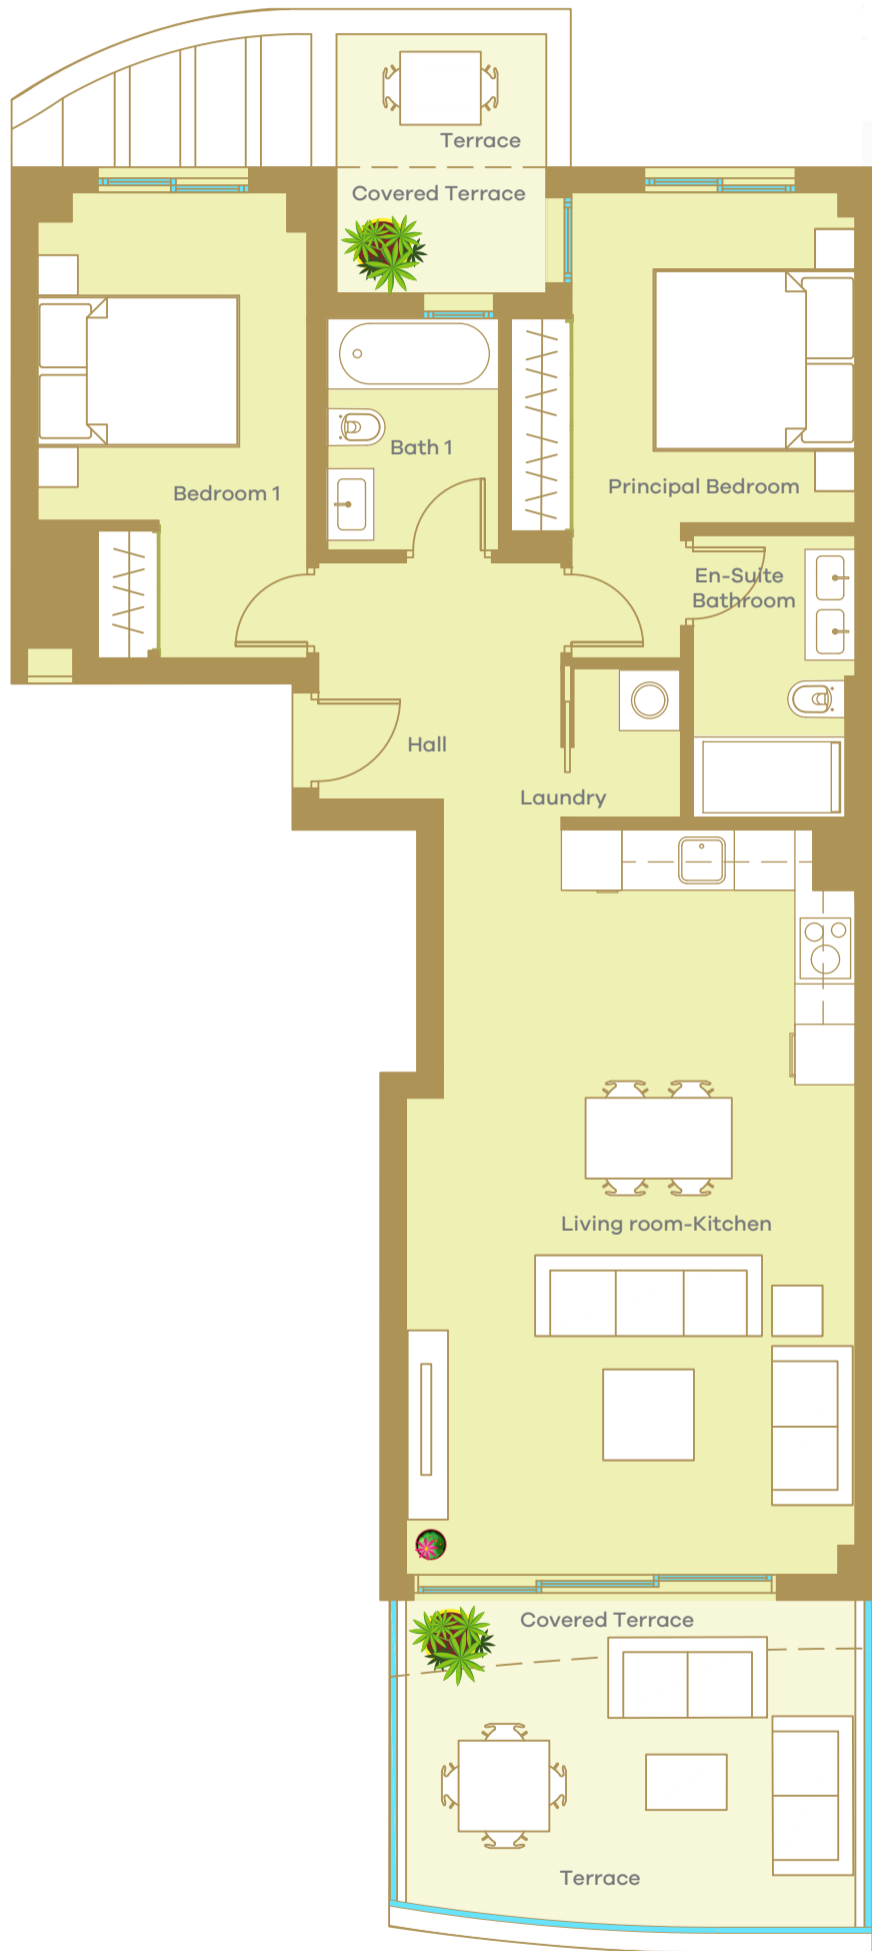 Terrace
Covered Terrace
Bath 1
Bedroom 1
Principal Bedroom
En-Suite
Bathroom
Hall
Laundry
Living room-Kitchen
Covered Terrace
Terrace